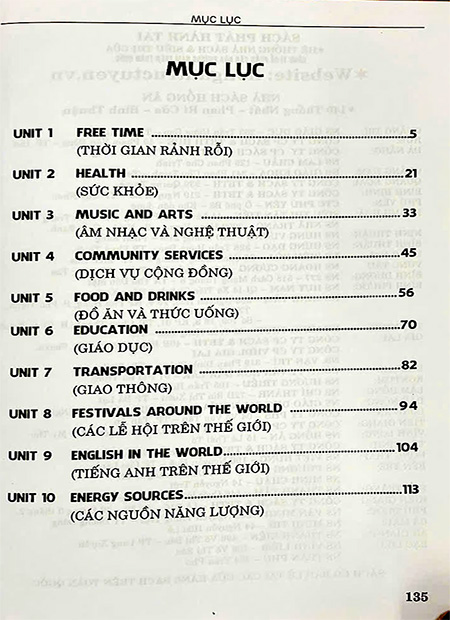 MỤC LỤC
MỤC LỤC
UNIT 1 FREE TIME 5
(THỜI GIAN RẢNH RỖI)
UNIT 2 HEALTH 21
(SỨC KHỎE)
UNIT 3 MUSIC AND ARTS 33
(ÂM NHẠC VÀ NGHỆ THUẬT)
UNIT 4 COMMUNITY SERVICES 45
(DỊCH VỤ CỘNG ĐỒNG)
UNIT 5 FOOD AND DRINKS 56
(ĐỒ ĂN VÀ THỨC UỐNG)
UNIT 6 EDUCATION 70
(GIÁO DỤC)
UNIT 7 TRANSPORTATION 82
(GIAO THÔNG)
UNIT 8 FESTIVALS AROUND THE WORLD 94
(CÁC LỄ HỘI TRÊN THẾ GIỚI)
UNIT 9 ENGLISH IN THE WORLD 104
(TIẾNG ANH TRÊN THẾ GIỚI)
UNIT 10 ENERGY SOURCES 113
(CÁC NGUỒN NĂNG LƯỢNG)
135